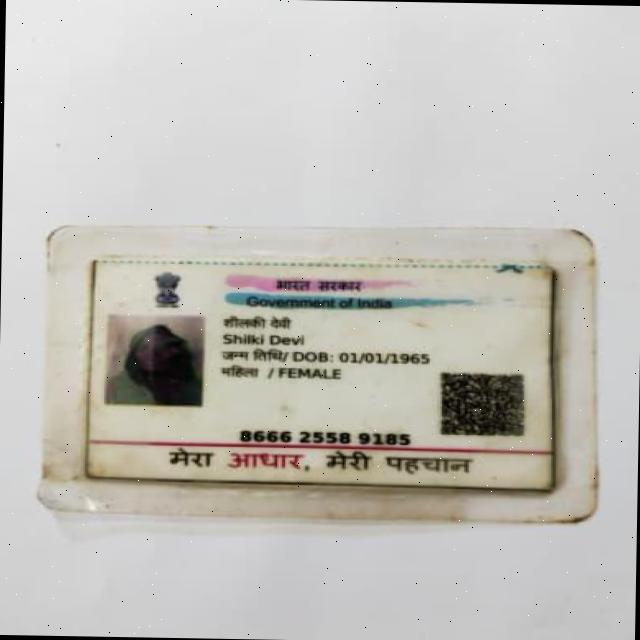 भारत सरकार
Government of India
शीलकी देवी
Shilki Devi
जन्म तिथि/ DOB: 01/01/1965
महिला / FEMALE
8666 2558 9185
मेरा आधार, मेरी पहचान